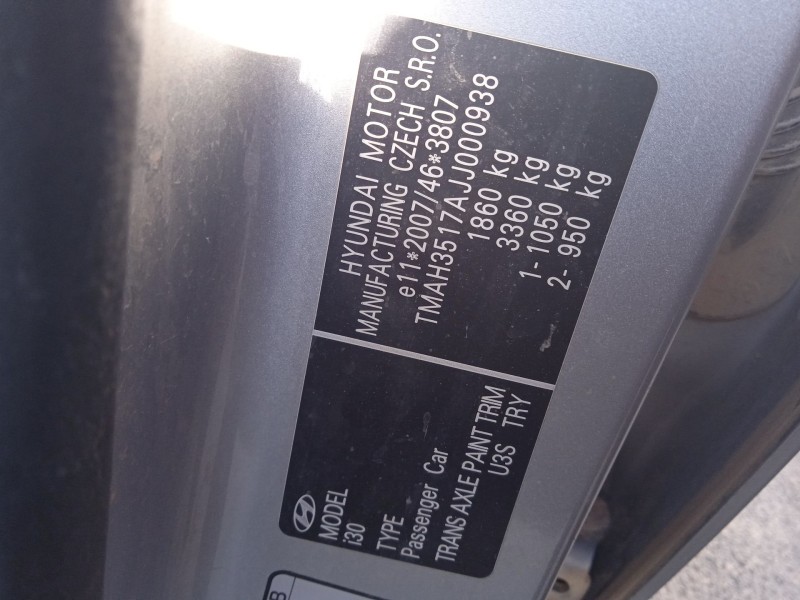 HYUNDAI MOTOR
MANUFACTURING CZECH S.R.O.
e11*2007/46*3807
TMAH3517AJJ000938
1860 kg
3360 kg
1- 1050 kg
2- 950 kg
MODEL
i30
TYPE
Passenger Car
TRANS AXLE PAINT TRIM
U3S TRY